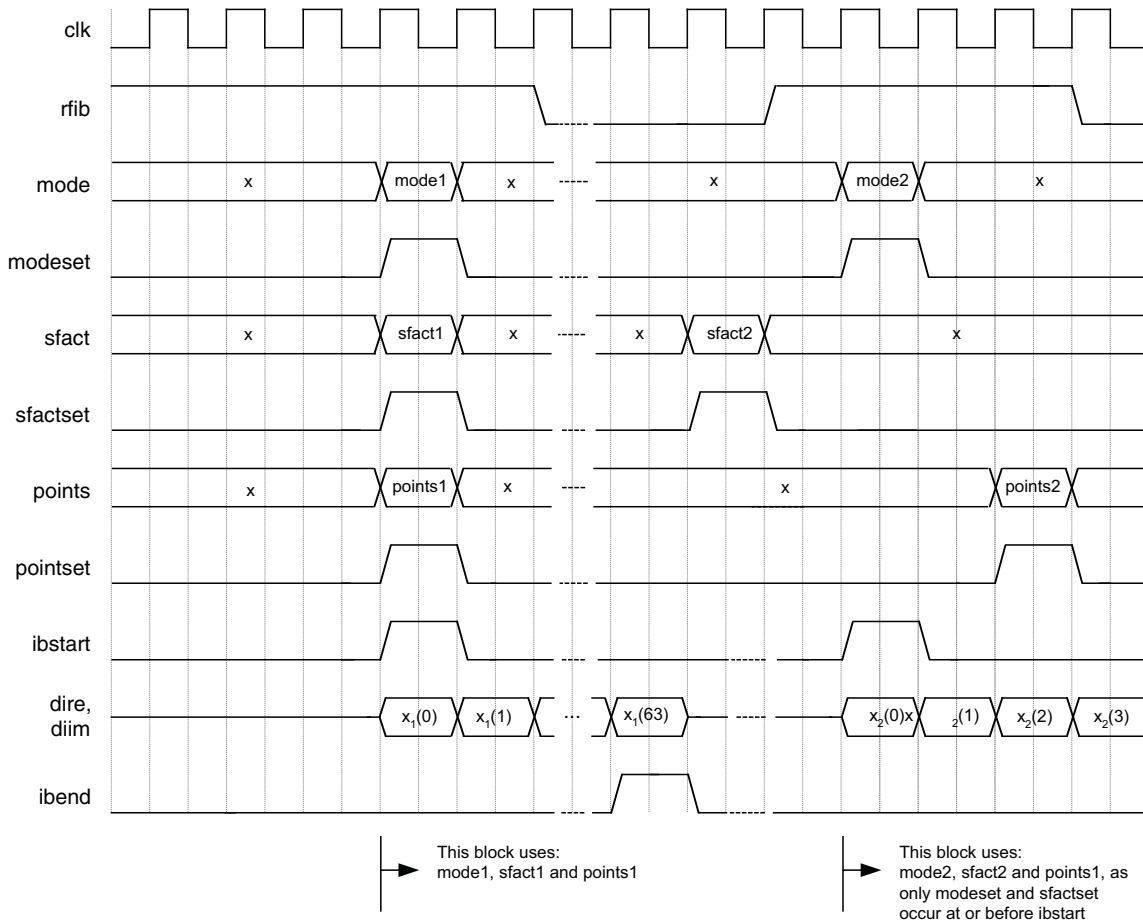 clk
rfib
mode x mode1 x x mode2 x
modeset
sfact x sfact1 x x sfact2 x
sfactset
points x points1 x x points2
pointset
ibstart
dire,
diim x₁(0) x₁(1) ... x₁(63) x₂(0)x ₂(1) x₂(2) x₂(3)
ibend
This block uses:
mode1, sfact1 and points1
This block uses:
mode2, sfact2 and points1, as
only modeset and sfactset
occur at or before ibstart